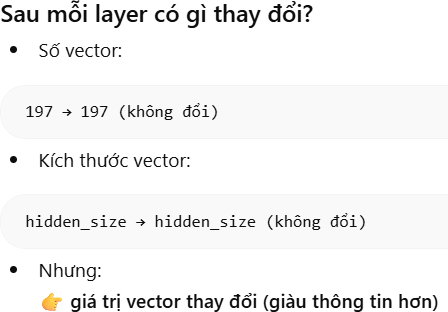 Sau mỗi layer có gì thay đổi?
• Số vector:
197 → 197 (không đổi)
• Kích thước vector:
hidden_size → hidden_size (không đổi)
• Nhưng:
👉 giá trị vector thay đổi (giàu thông tin hơn)